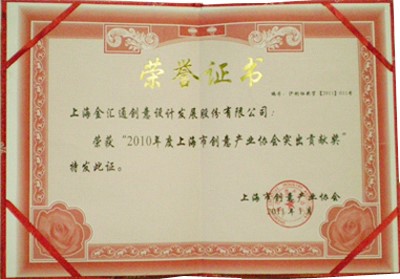 荣誉证书
上海金汇通创意设计发展股份有限公司：
荣获“2010年度上海市创意产业协会突出贡献奖”
特发此证。
上海市创意产业协会